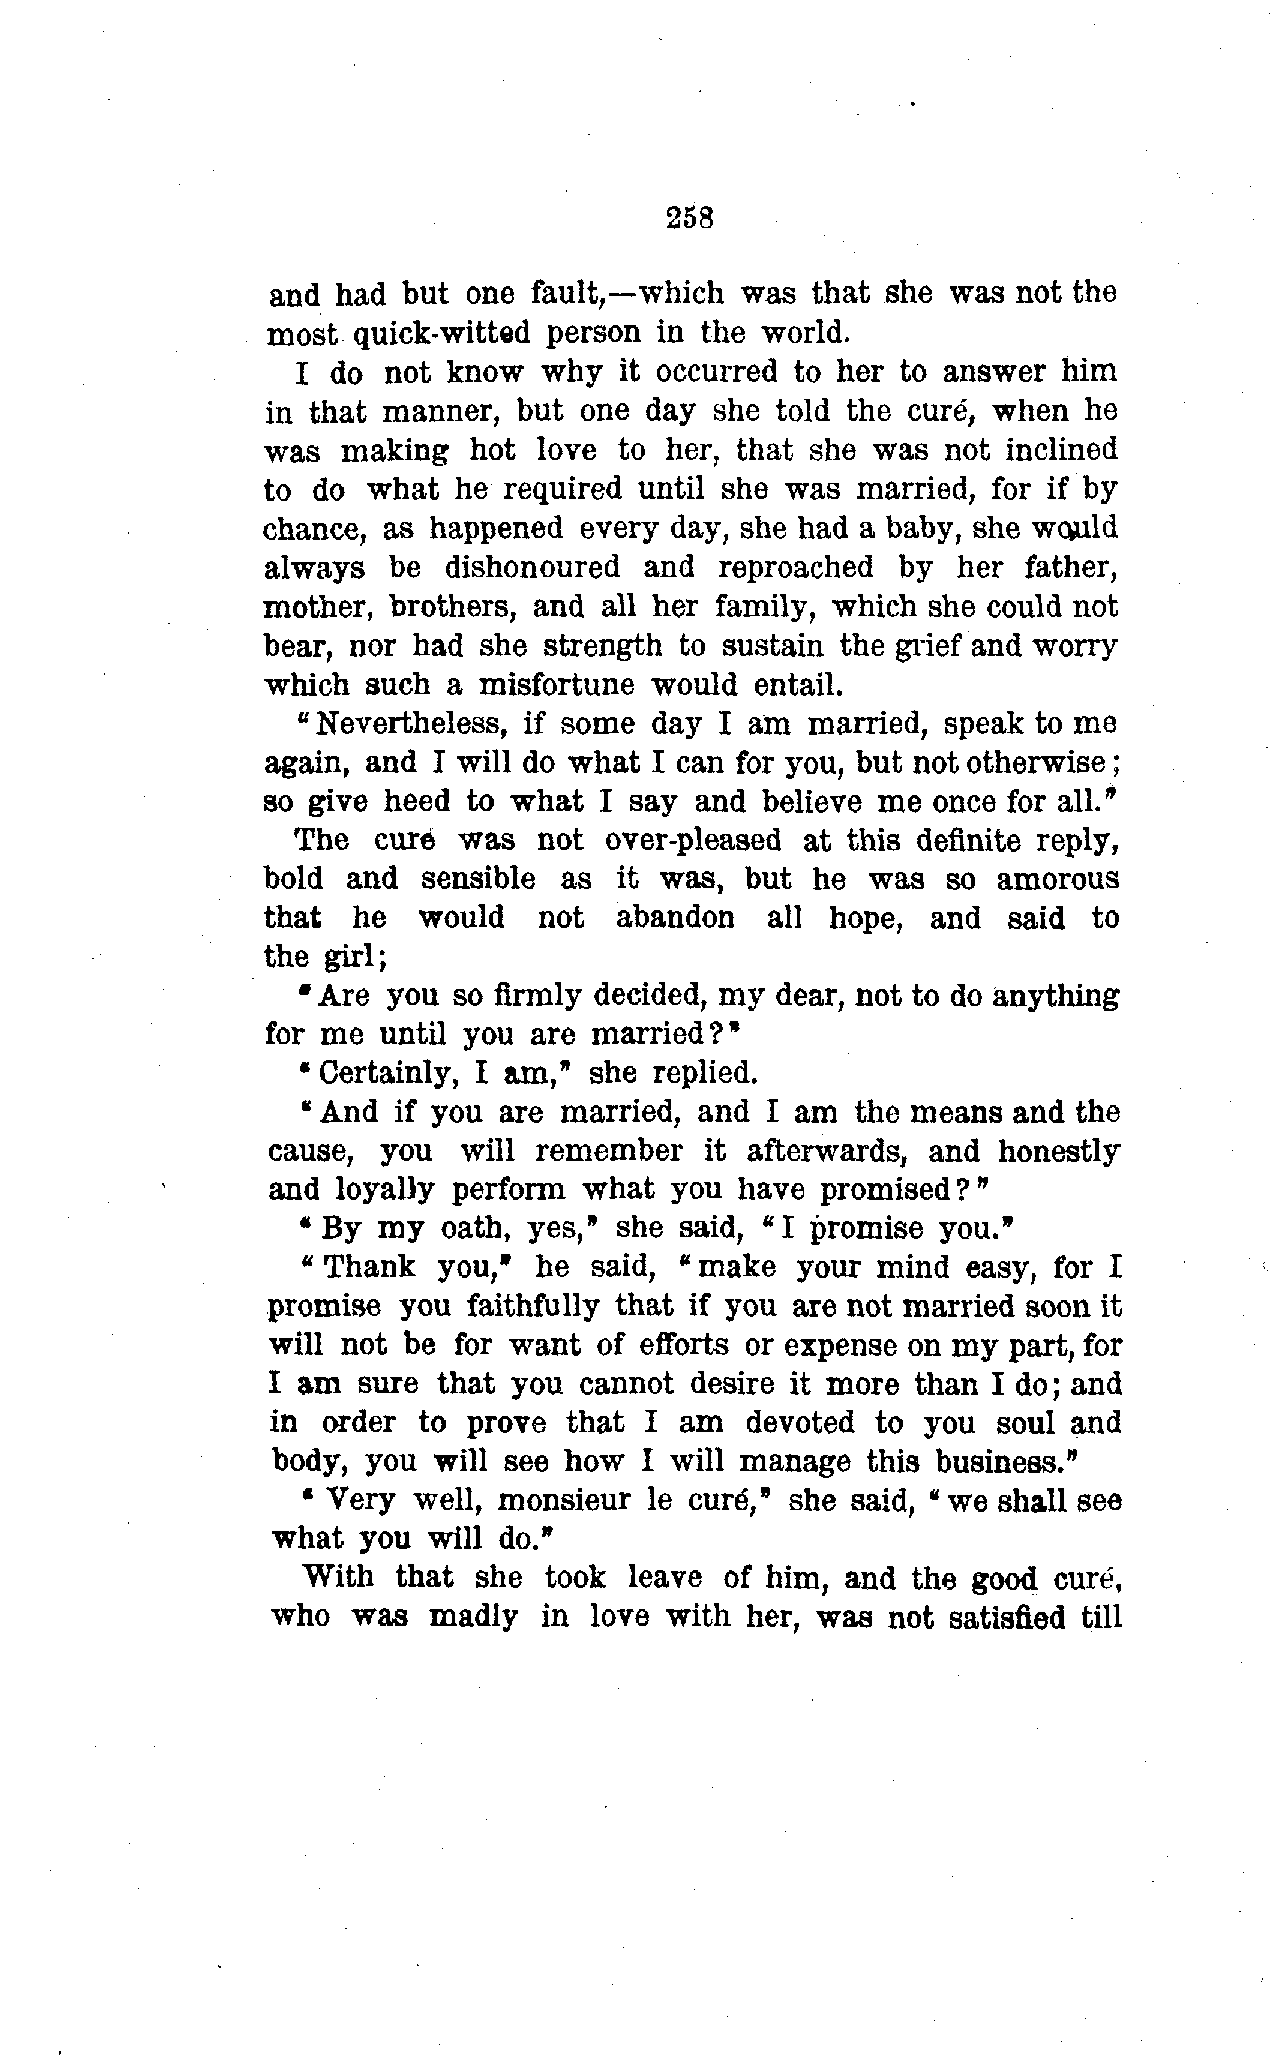 258
and had but one fault,—which was that she was not the
most quick-witted person in the world.
I do not know why it occurred to her to answer him
in that manner, but one day she told the curé, when he
was making hot love to her, that she was not inclined
to do what he required until she was married, for if by
chance, as happened every day, she had a baby, she would
always be dishonoured and reproached by her father,
mother, brothers, and all her family, which she could not
bear, nor had she strength to sustain the grief and worry
which such a misfortune would entail.
"Nevertheless, if some day I am married, speak to me
again, and I will do what I can for you, but not otherwise;
so give heed to what I say and believe me once for all."
The curé was not over-pleased at this definite reply,
bold and sensible as it was, but he was so amorous
that he would not abandon all hope, and said to
the girl;
"Are you so firmly decided, my dear, not to do anything
for me until you are married?"
"Certainly, I am," she replied.
"And if you are married, and I am the means and the
cause, you will remember it afterwards, and honestly
and loyally perform what you have promised?"
"By my oath, yes," she said, "I promise you."
"Thank you," he said, "make your mind easy, for I
promise you faithfully that if you are not married soon it
will not be for want of efforts or expense on my part, for
I am sure that you cannot desire it more than I do; and
in order to prove that I am devoted to you soul and
body, you will see how I will manage this business."
"Very well, monsieur le curé," she said, "we shall see
what you will do."
With that she took leave of him, and the good curé,
who was madly in love with her, was not satisfied till